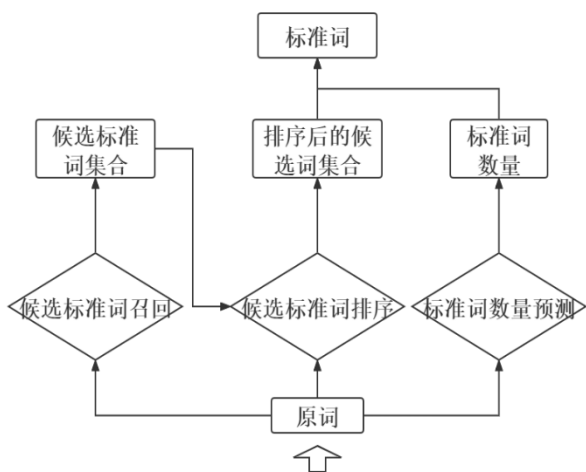 标准词
候选标准
词集合
排序后的候
选词集合
标准词
数量
候选标准词召回
候选标准词排序
标准词数量预测
原词